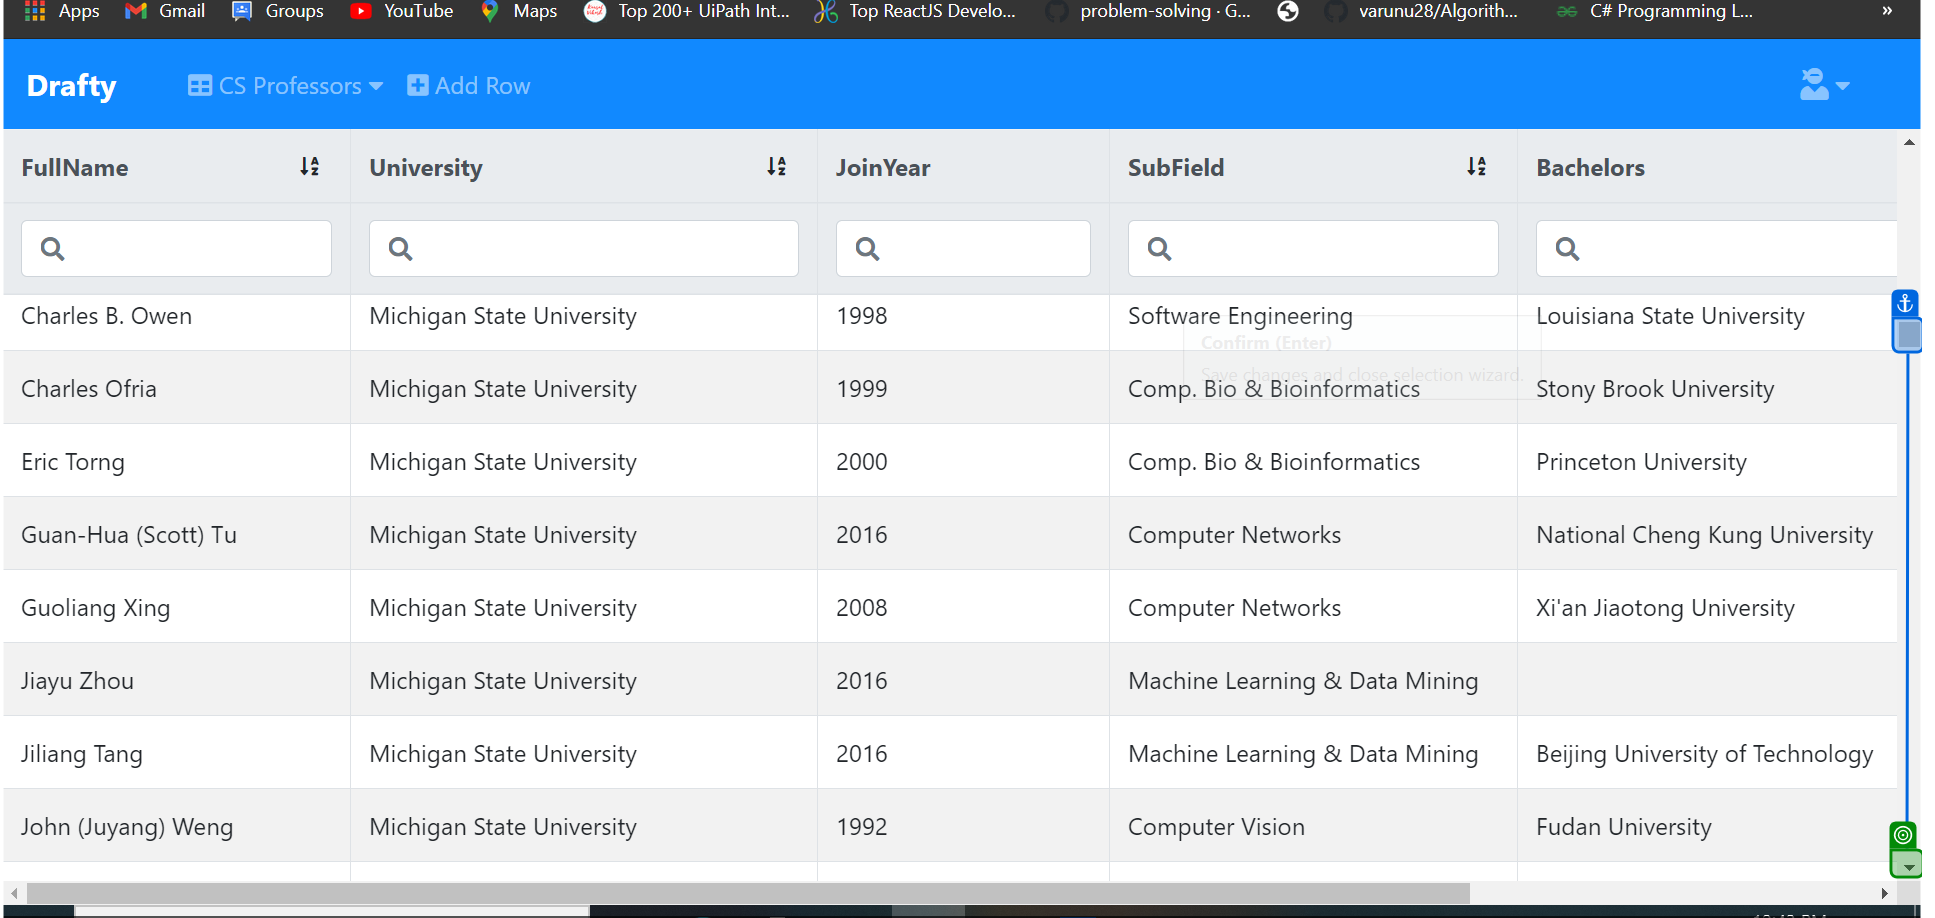 Apps Gmail Groups YouTube Maps Top 200+ UiPath Int... Top ReactJS Develo... problem-solving · G... varunu28/Algorith... C# Programming L... »
Drafty CS Professors Add Row
FullName University JoinYear SubField Bachelors
Charles B. Owen Michigan State University 1998 Software Engineering Louisiana State University
Confirm (Enter)
Save changes and close selection wizard.
Charles Ofria Michigan State University 1999 Comp. Bio & Bioinformatics Stony Brook University
Eric Torng Michigan State University 2000 Comp. Bio & Bioinformatics Princeton University
Guan-Hua (Scott) Tu Michigan State University 2016 Computer Networks National Cheng Kung University
Guoliang Xing Michigan State University 2008 Computer Networks Xi'an Jiaotong University
Jiayu Zhou Michigan State University 2016 Machine Learning & Data Mining
Jiliang Tang Michigan State University 2016 Machine Learning & Data Mining Beijing University of Technology
John (Juyang) Weng Michigan State University 1992 Computer Vision Fudan University